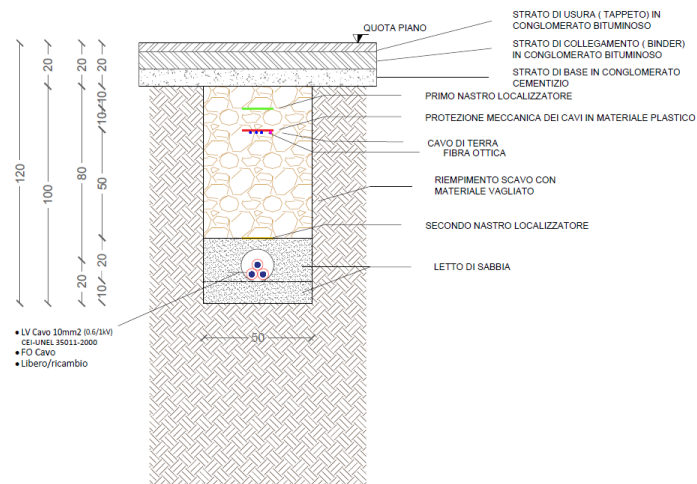 QUOTA PIANO
STRATO DI USURA ( TAPPETO) IN
CONGLOMERATO BITUMINOSO
STRATO DI COLLEGAMENTO ( BINDER)
IN CONGLOMERATO BITUMINOSO
STRATO DI BASE IN CONGLOMERATO
CEMENTIZIO
PRIMO NASTRO LOCALIZZATORE
PROTEZIONE MECCANICA DEI CAVI IN MATERIALE PLASTICO
CAVO DI TERRA
FIBRA OTTICA
RIEMPIMENTO SCAVO CON
MATERIALE VAGLIATO
SECONDO NASTRO LOCALIZZATORE
LETTO DI SABBIA
120
20
100
20
80
20
20
10
10
50
20
10
50
• LV Cavo 10mm2 (0.6/1kV)
CEI-UNEL 35011-2000
• FO Cavo
• Libero/ricambio